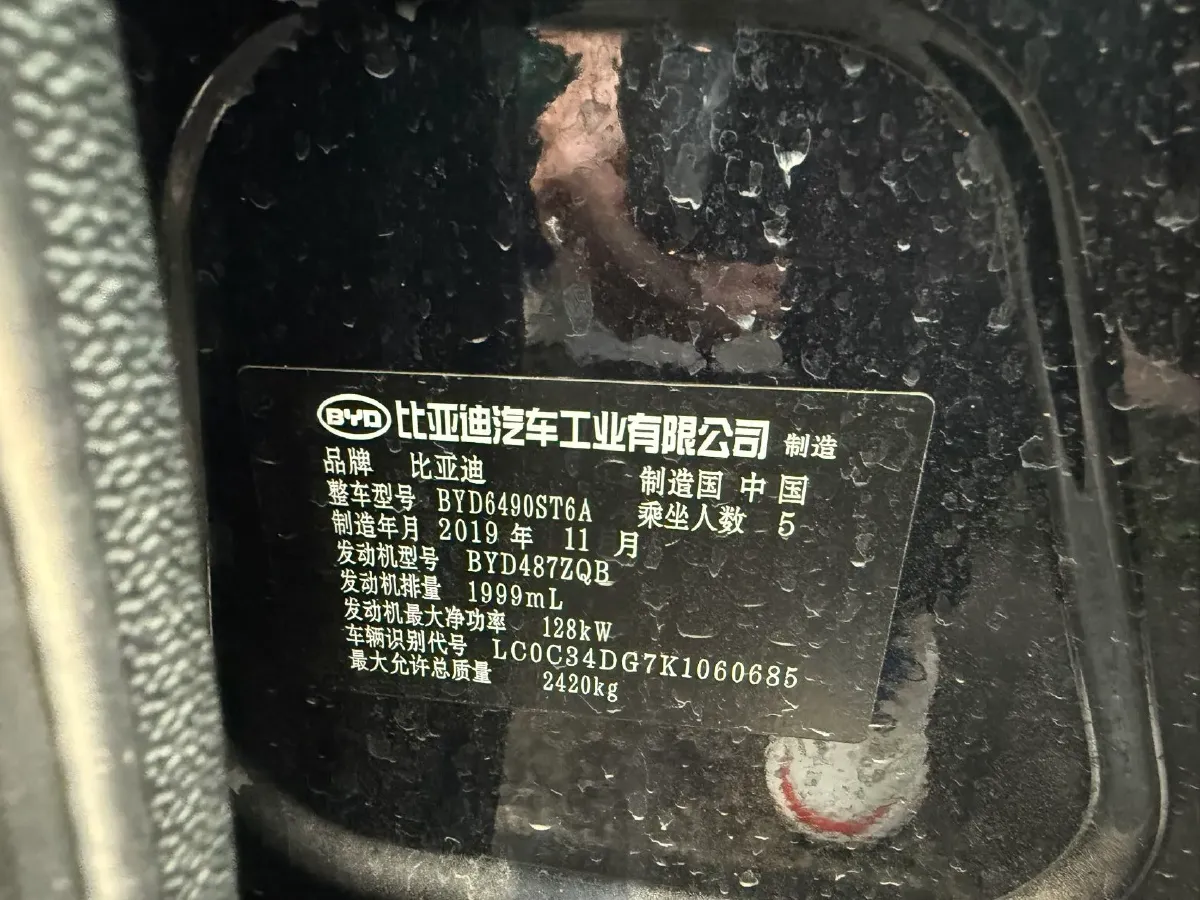 BYD 比亚迪汽车工业有限公司 制造
品牌 比亚迪 制造国 中国
整车型号 BYD6490ST6A 乘坐人数 5
制造年月 2019 年 11 月
发动机型号 BYD487ZQB
发动机排量 1999mL
发动机最大净功率 128kW
车辆识别代号 LC0C34DG7K1060685
最大允许总质量 2420kg